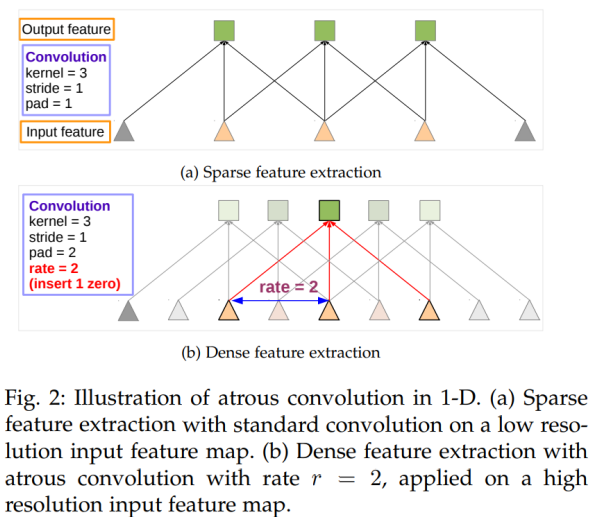 Output feature
Convolution
kernel = 3
stride = 1
pad = 1
Input feature
(a) Sparse feature extraction
Convolution
kernel = 3
stride = 1
pad = 2
rate = 2
(insert 1 zero)
rate = 2
(b) Dense feature extraction
Fig. 2: Illustration of atrous convolution in 1-D. (a) Sparse
feature extraction with standard convolution on a low reso-
lution input feature map. (b) Dense feature extraction with
atrous convolution with rate r = 2, applied on a high
resolution input feature map.